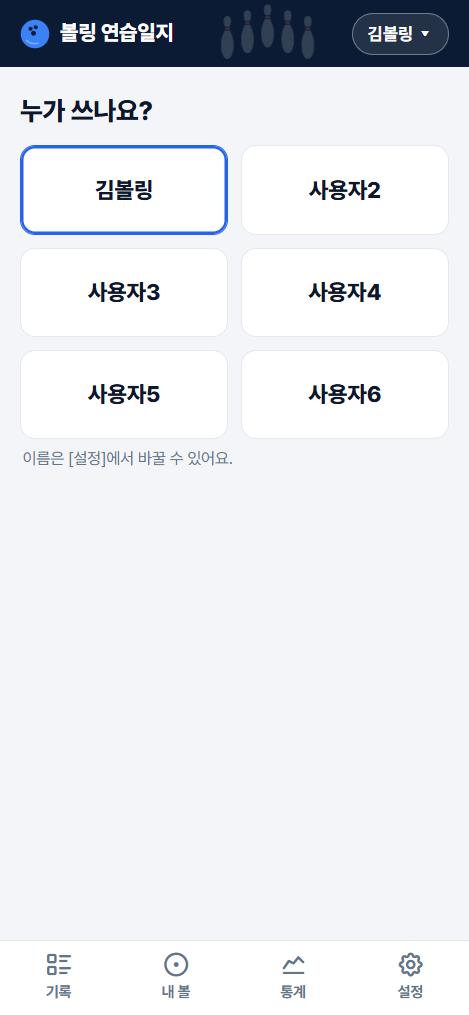 볼링 연습일지
김볼링
누가 쓰나요?
김볼링
사용자2
사용자3
사용자4
사용자5
사용자6
이름은 [설정]에서 바꿀 수 있어요.
기록
내 볼
통계
설정